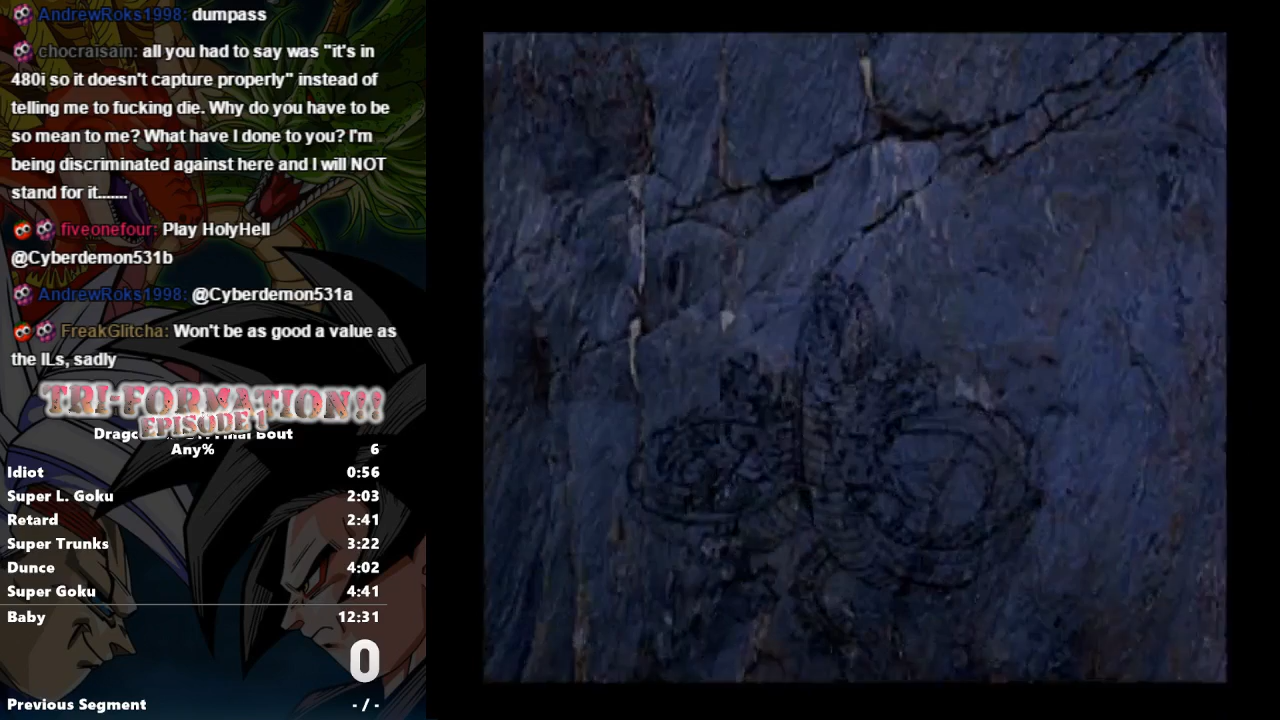 AndrewRoks1998: dumpass
chocraisain: all you had to say was "it's in
480i so it doesn't capture properly" instead of
telling me to fucking die. Why do you have to be
so mean to me? What have I done to you? I'm
being discriminated against here and I will NOT
stand for it.......
fiveonefour: Play HolyHell
@Cyberdemon531b
AndrewRoks1998: @Cyberdemon531a
FreakGlitcha: Won't be as good a value as
the ILs, sadly
TRI-FORMATION!!
EPISODE 1
Bout
Any% 6
Idiot 0:56
Super L. Goku 2:03
Retard 2:41
Super Trunks 3:22
Dunce 4:02
Super Goku 4:41
Baby 12:31
0
Previous Segment - / -